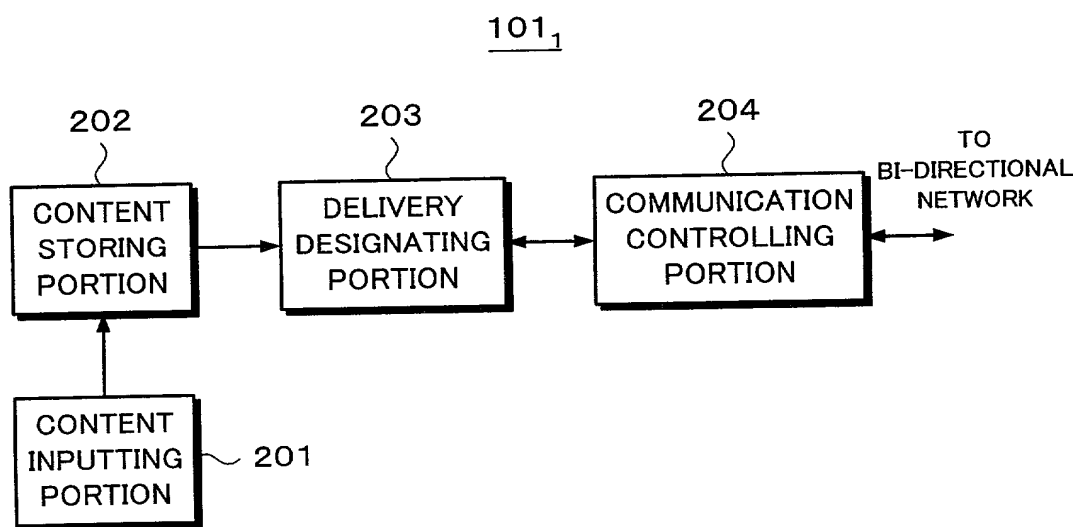 101₁
202
203
204
TO
BI-DIRECTIONAL
NETWORK
CONTENT
STORING
PORTION
DELIVERY
DESIGNATING
PORTION
COMMUNICATION
CONTROLLING
PORTION
CONTENT
INPUTTING
PORTION
201